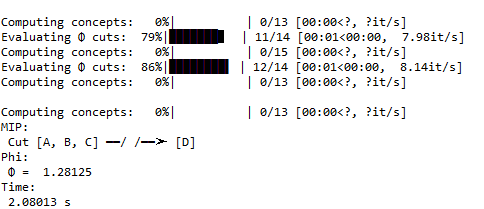 Computing concepts:   0%|          | 0/13 [00:00<?, ?it/s]
Evaluating Φ cuts:  79%|███████▊  | 11/14 [00:01<00:00,  7.98it/s]
Computing concepts:   0%|          | 0/15 [00:00<?, ?it/s]
Evaluating Φ cuts:  86%|████████▌ | 12/14 [00:01<00:00,  8.14it/s]
Computing concepts:   0%|          | 0/13 [00:00<?, ?it/s]
Computing concepts:   0%|          | 0/13 [00:00<?, ?it/s]
MIP:
Cut [A, B, C] ━━/ /━━➤ [D]
Phi:
Φ =  1.28125
Time:
2.08013 s